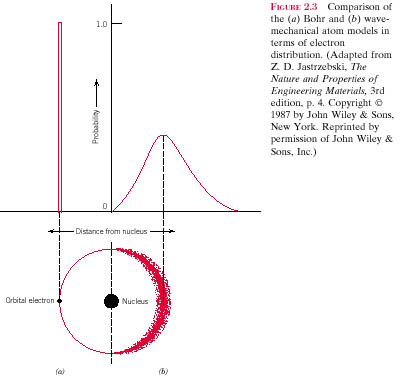 FIGURE 2.3 Comparison of
the (a) Bohr and (b) wave-
mechanical atom models in
terms of electron
distribution. (Adapted from
Z. D. Jastrzebski, The
Nature and Properties of
Engineering Materials, 3rd
edition, p. 4. Copyright ©
1987 by John Wiley & Sons,
New York. Reprinted by
permission of John Wiley &
Sons, Inc.)
1.0
Probability
0
Distance from nucleus
Orbital electron
Nucleus
(a)
(b)